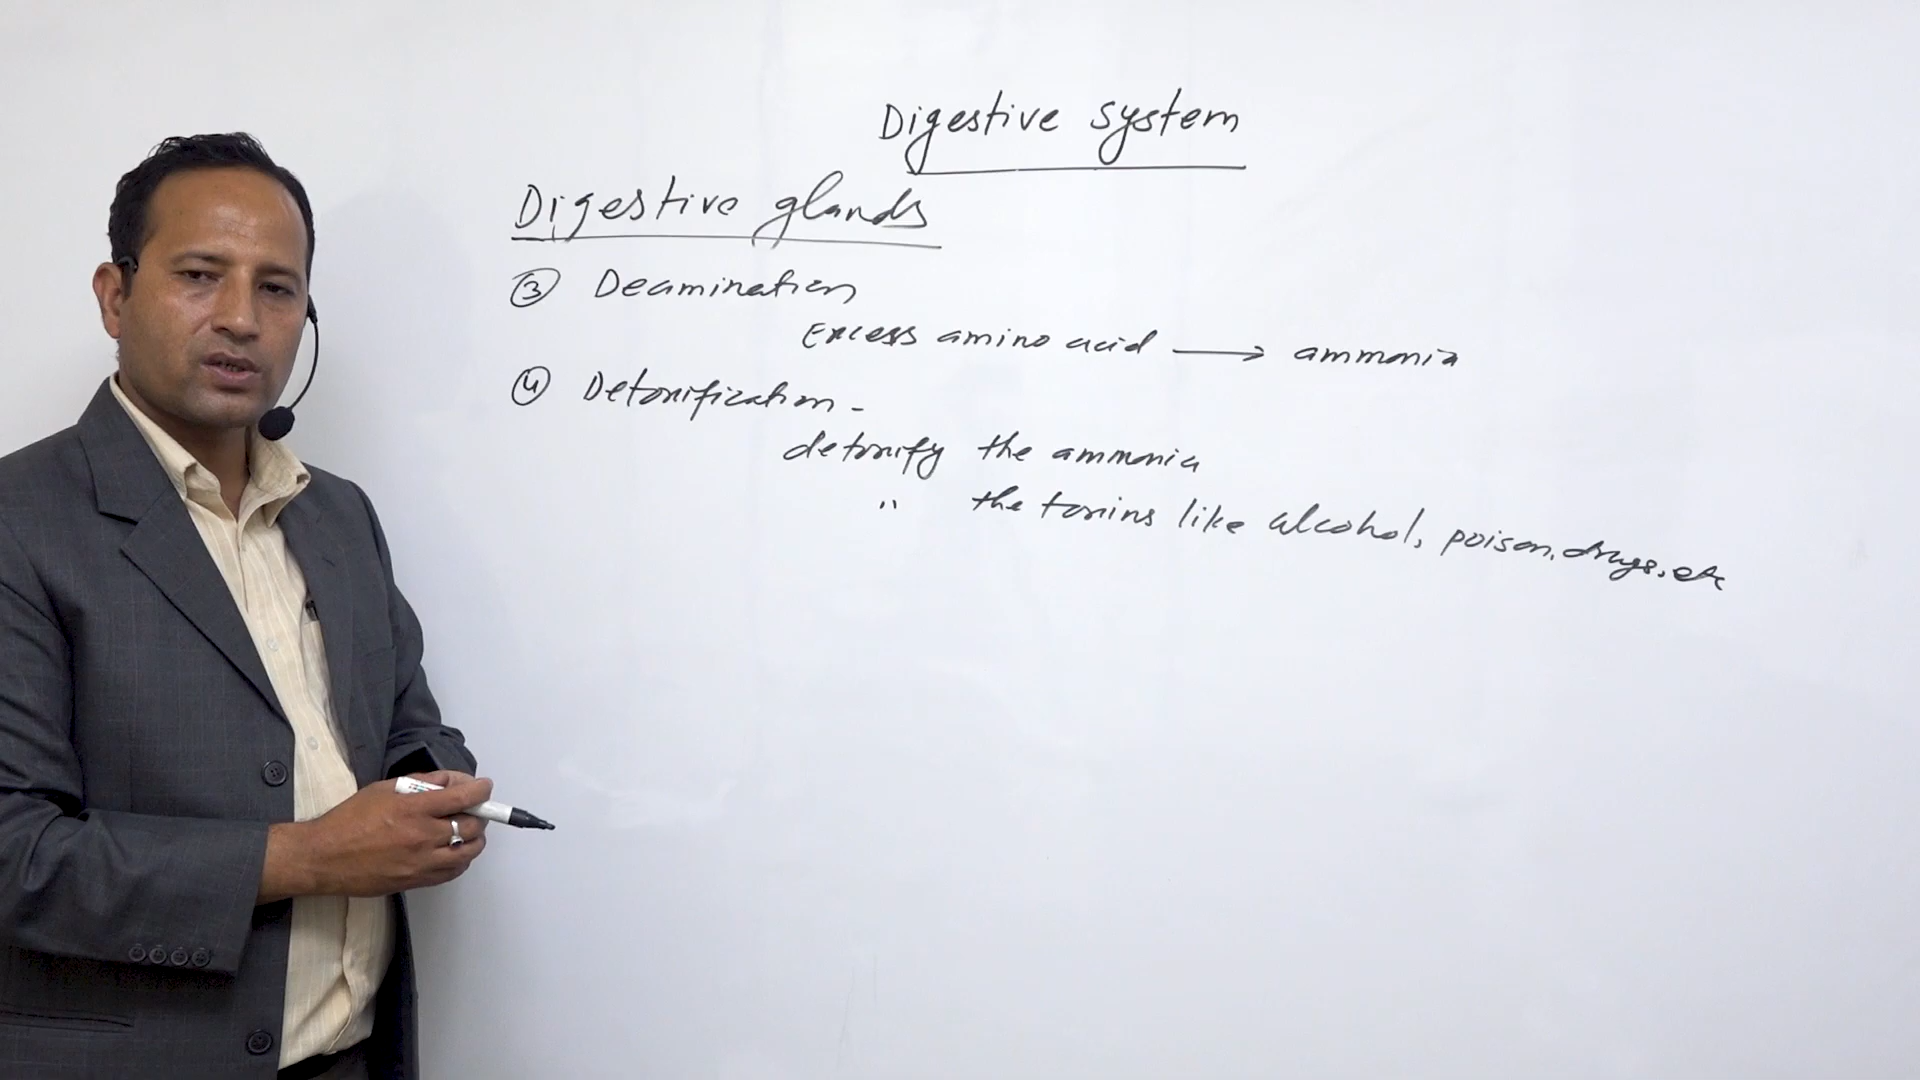 Digestive system
Digestive glands
③ Deamination
Excess amino acid → ammonia
④ Detoxification -
detoxify the ammonia
" the toxins like alcohol, poison, drugs, etc